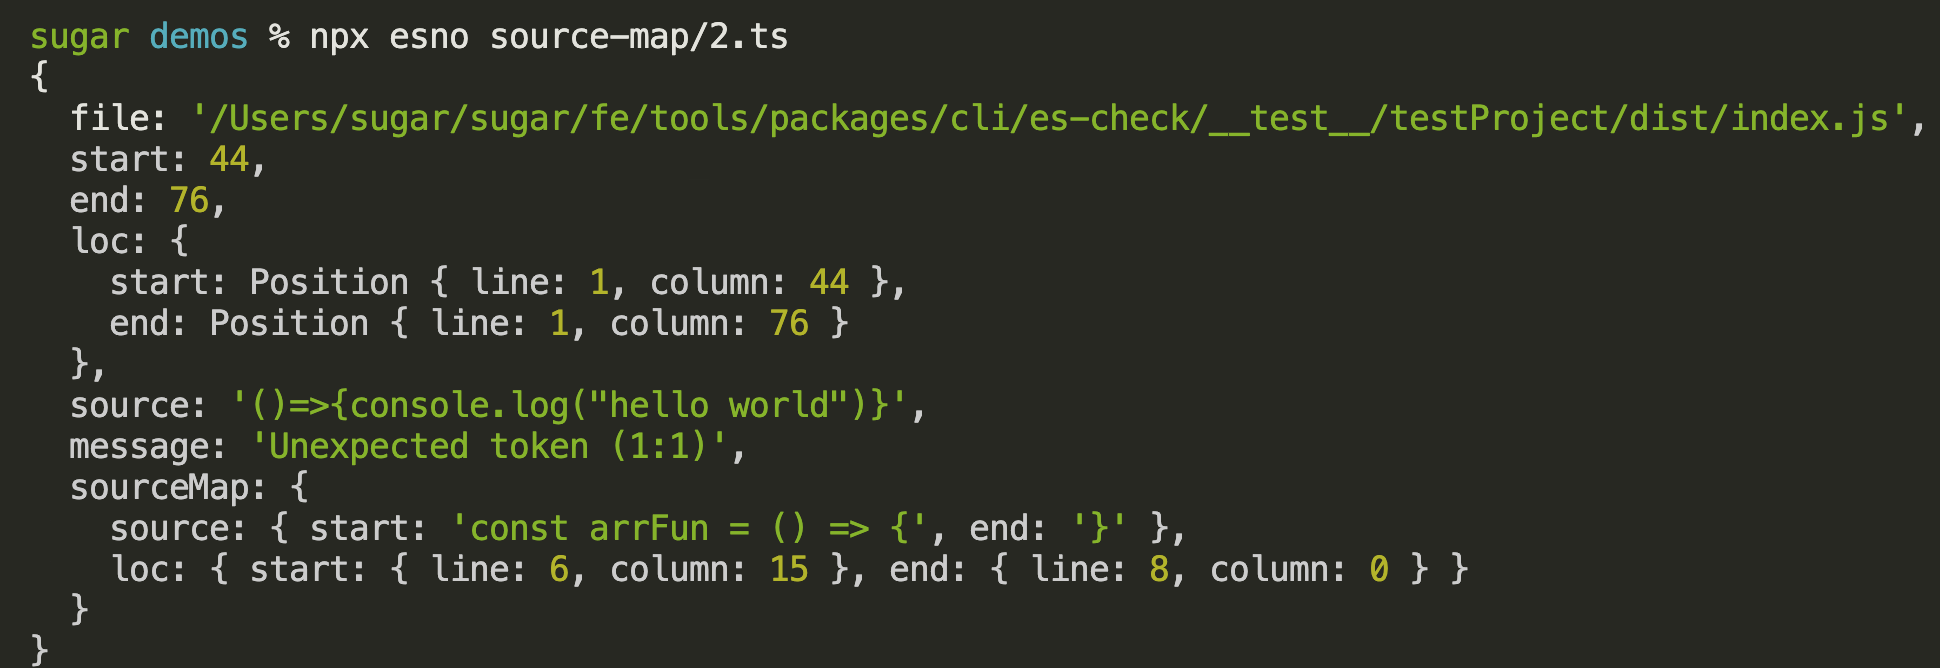 sugar demos % npx esno source-map/2.ts
{
  file: '/Users/sugar/sugar/fe/tools/packages/cli/es-check/__test__/testProject/dist/index.js',
  start: 44,
  end: 76,
  loc: {
    start: Position { line: 1, column: 44 },
    end: Position { line: 1, column: 76 }
  },
  source: '()=>{console.log("hello world")}',
  message: 'Unexpected token (1:1)',
  sourceMap: {
    source: { start: 'const arrFun = () => {', end: '}' },
    loc: { start: { line: 6, column: 15 }, end: { line: 8, column: 0 } }
  }
}